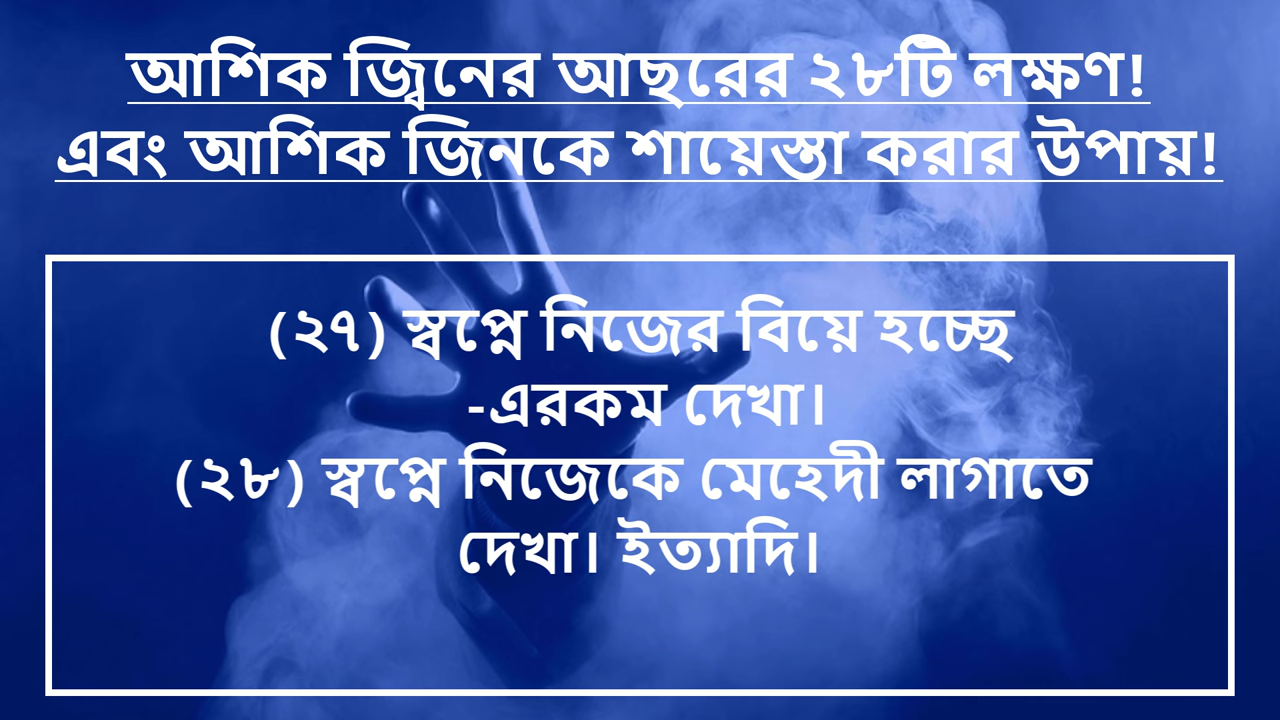 আশিক জ্বিনের আছরের ২৮টি লক্ষণ!
এবং আশিক জিনকে শায়েস্তা করার উপায়!
(২৭) স্বপ্নে নিজের বিয়ে হচ্ছে
-এরকম দেখা।
(২৮) স্বপ্নে নিজেকে মেহেদী লাগাতে
দেখা। ইত্যাদি।